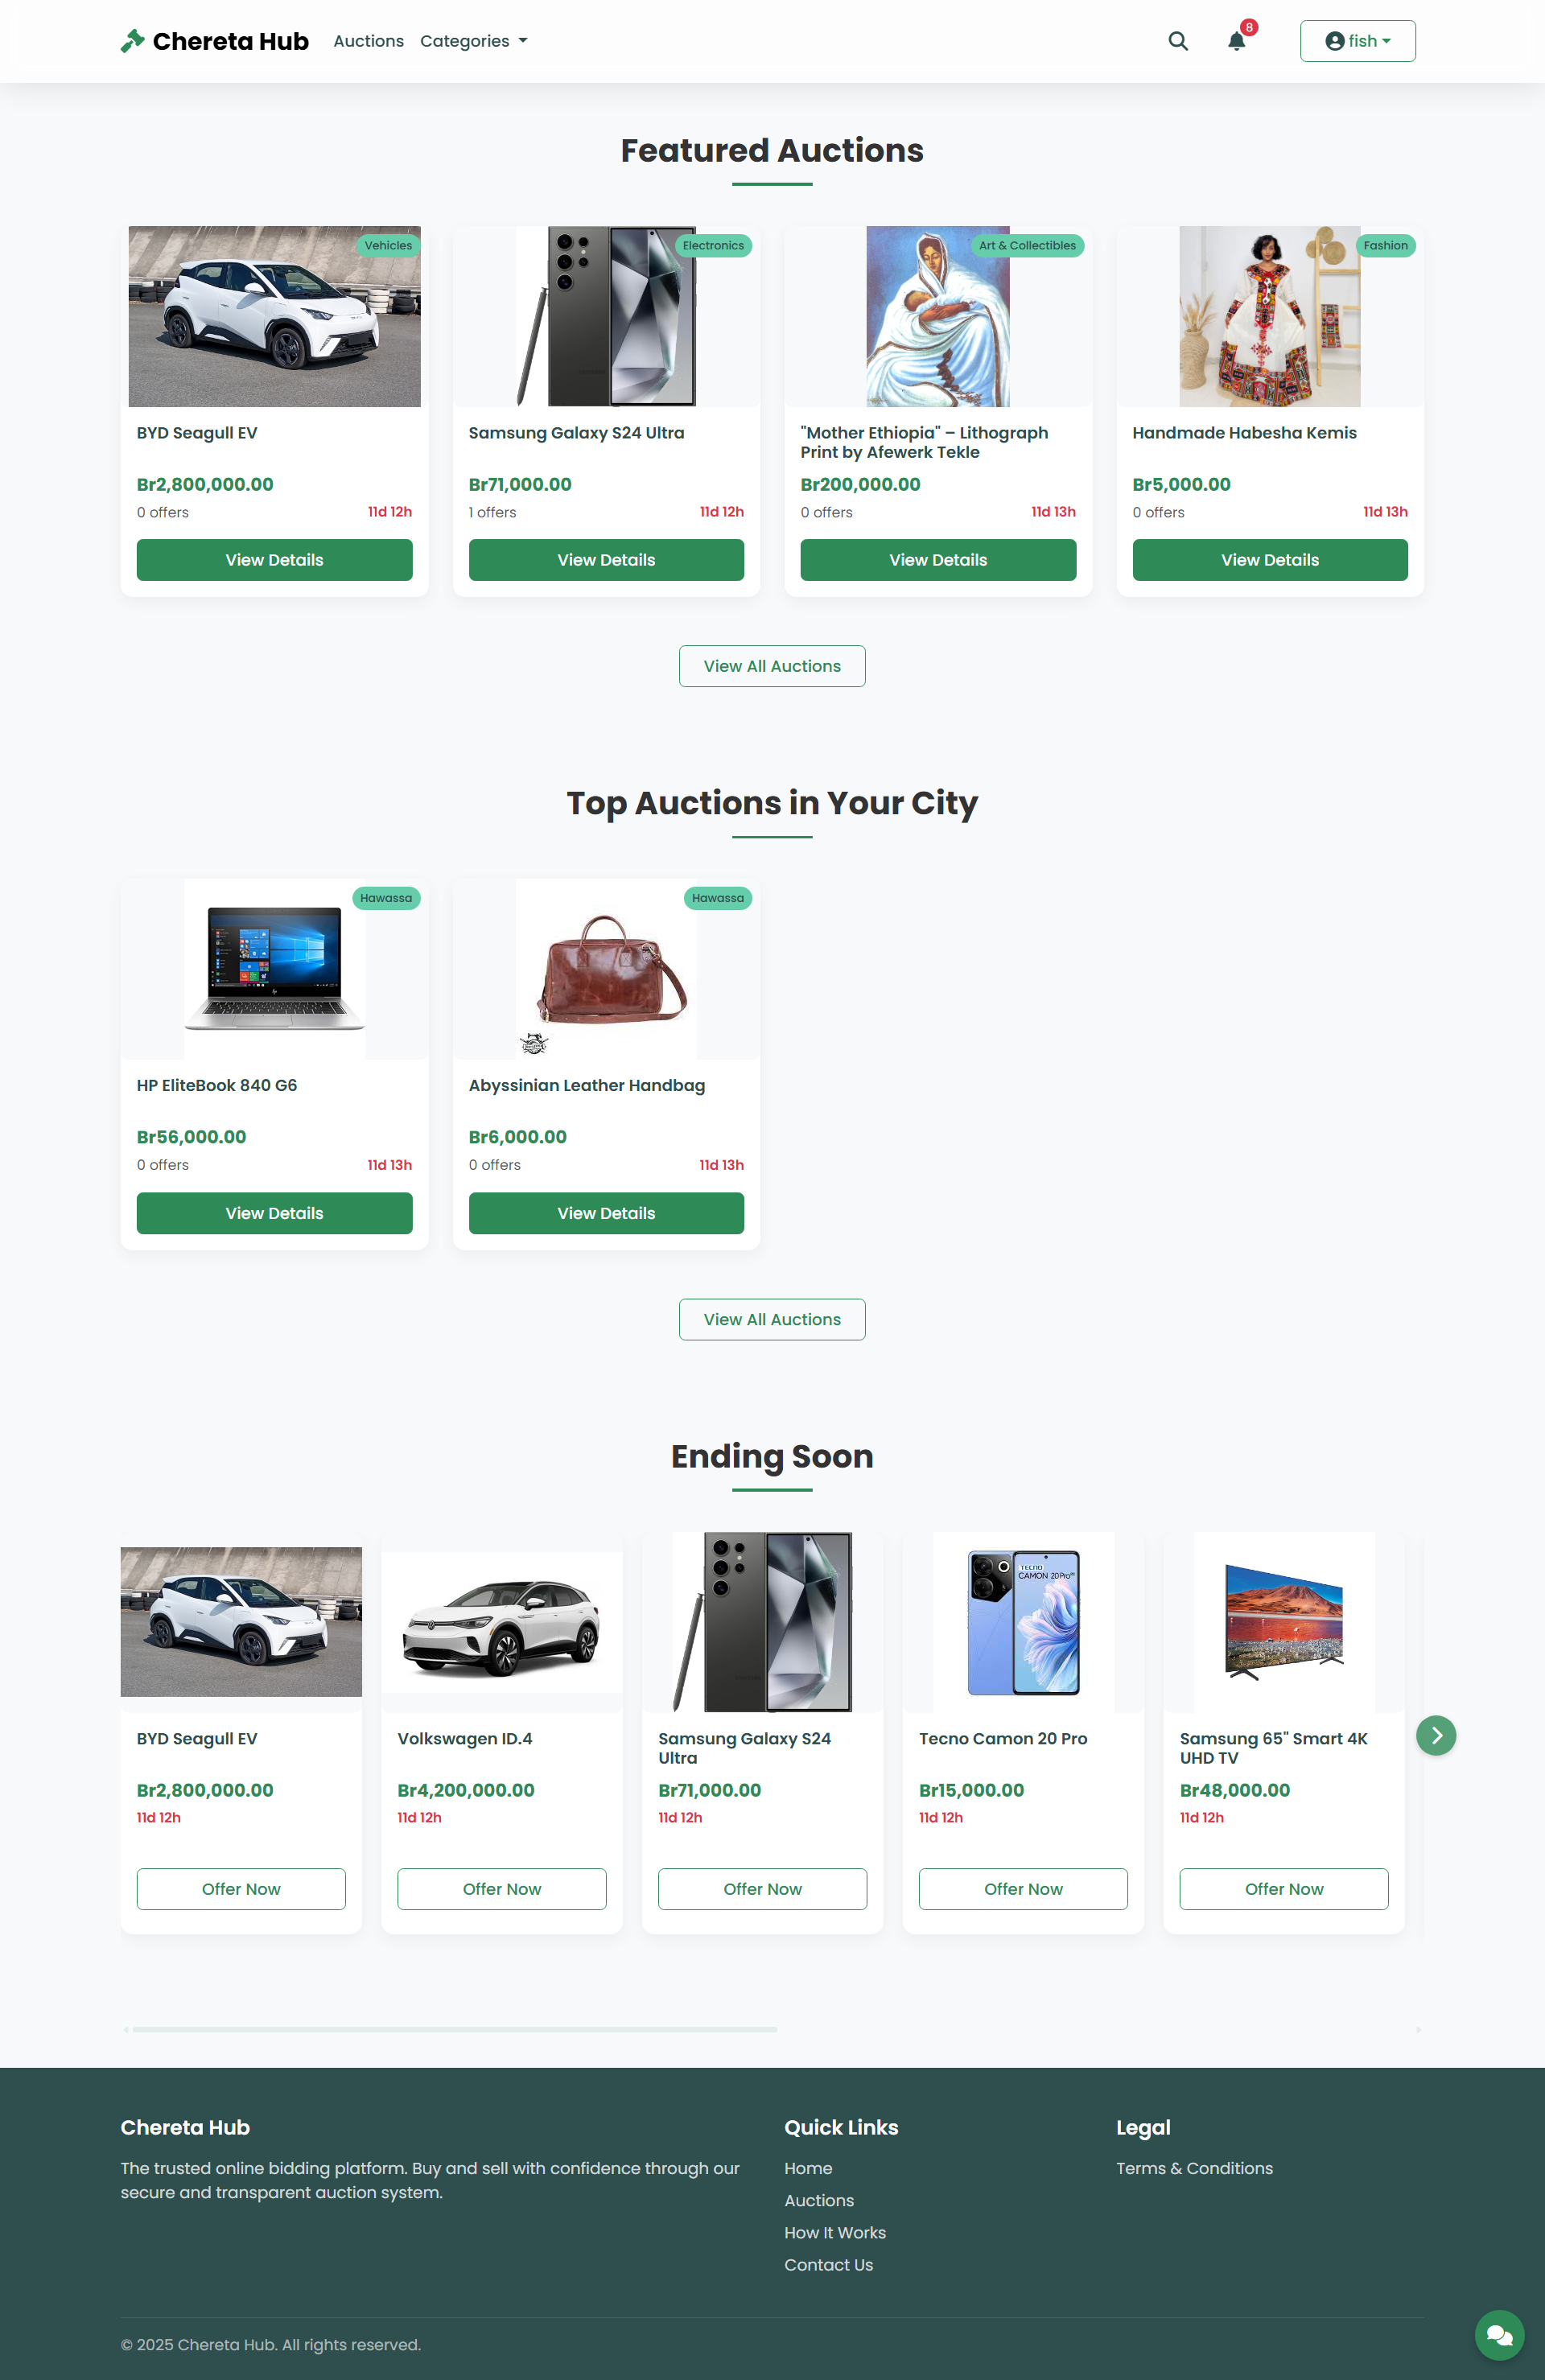 Chereta Hub
Auctions
Categories
8
fish
Featured Auctions
Vehicles
Electronics
Art & Collectibles
Fashion
BYD Seagull EV
Samsung Galaxy S24 Ultra
"Mother Ethiopia" – Lithograph
Print by Afewerk Tekle
Handmade Habesha Kemis
Br2,800,000.00
Br71,000.00
Br200,000.00
Br5,000.00
0 offers
11d 12h
1 offers
11d 12h
0 offers
11d 13h
0 offers
11d 13h
View Details
View Details
View Details
View Details
View All Auctions
Top Auctions in Your City
Hawassa
Hawassa
HP EliteBook 840 G6
Abyssinian Leather Handbag
Br56,000.00
Br6,000.00
0 offers
11d 13h
0 offers
11d 13h
View Details
View Details
View All Auctions
Ending Soon
TECNO
CAMON 20 Pro
BYD Seagull EV
Volkswagen ID.4
Samsung Galaxy S24
Ultra
Tecno Camon 20 Pro
Samsung 65" Smart 4K
UHD TV
Br2,800,000.00
Br4,200,000.00
Br71,000.00
Br15,000.00
Br48,000.00
11d 12h
11d 12h
11d 12h
11d 12h
11d 12h
Offer Now
Offer Now
Offer Now
Offer Now
Offer Now
Chereta Hub
The trusted online bidding platform. Buy and sell with confidence through our
secure and transparent auction system.
Quick Links
Home
Auctions
How It Works
Contact Us
Legal
Terms & Conditions
© 2025 Chereta Hub. All rights reserved.